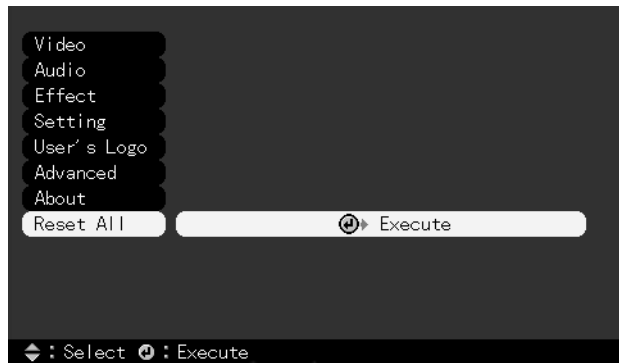 Video
Audio
Effect
Setting
User's Logo
Advanced
About
Reset All Execute
: Select : Execute